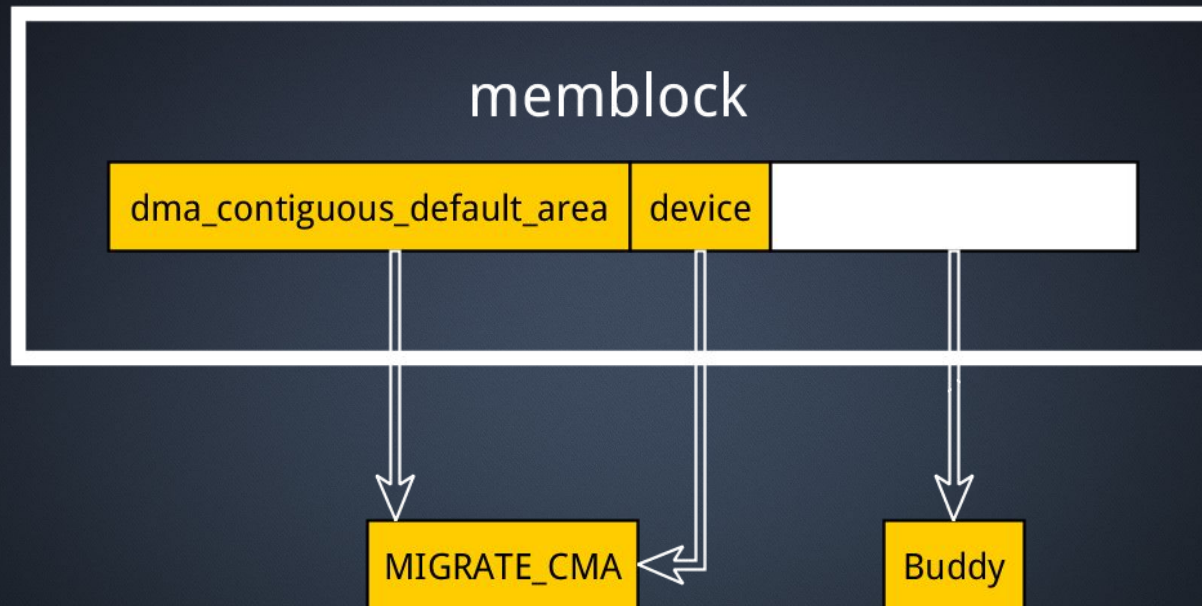 memblock
dma_contiguous_default_area
device
MIGRATE_CMA
Buddy